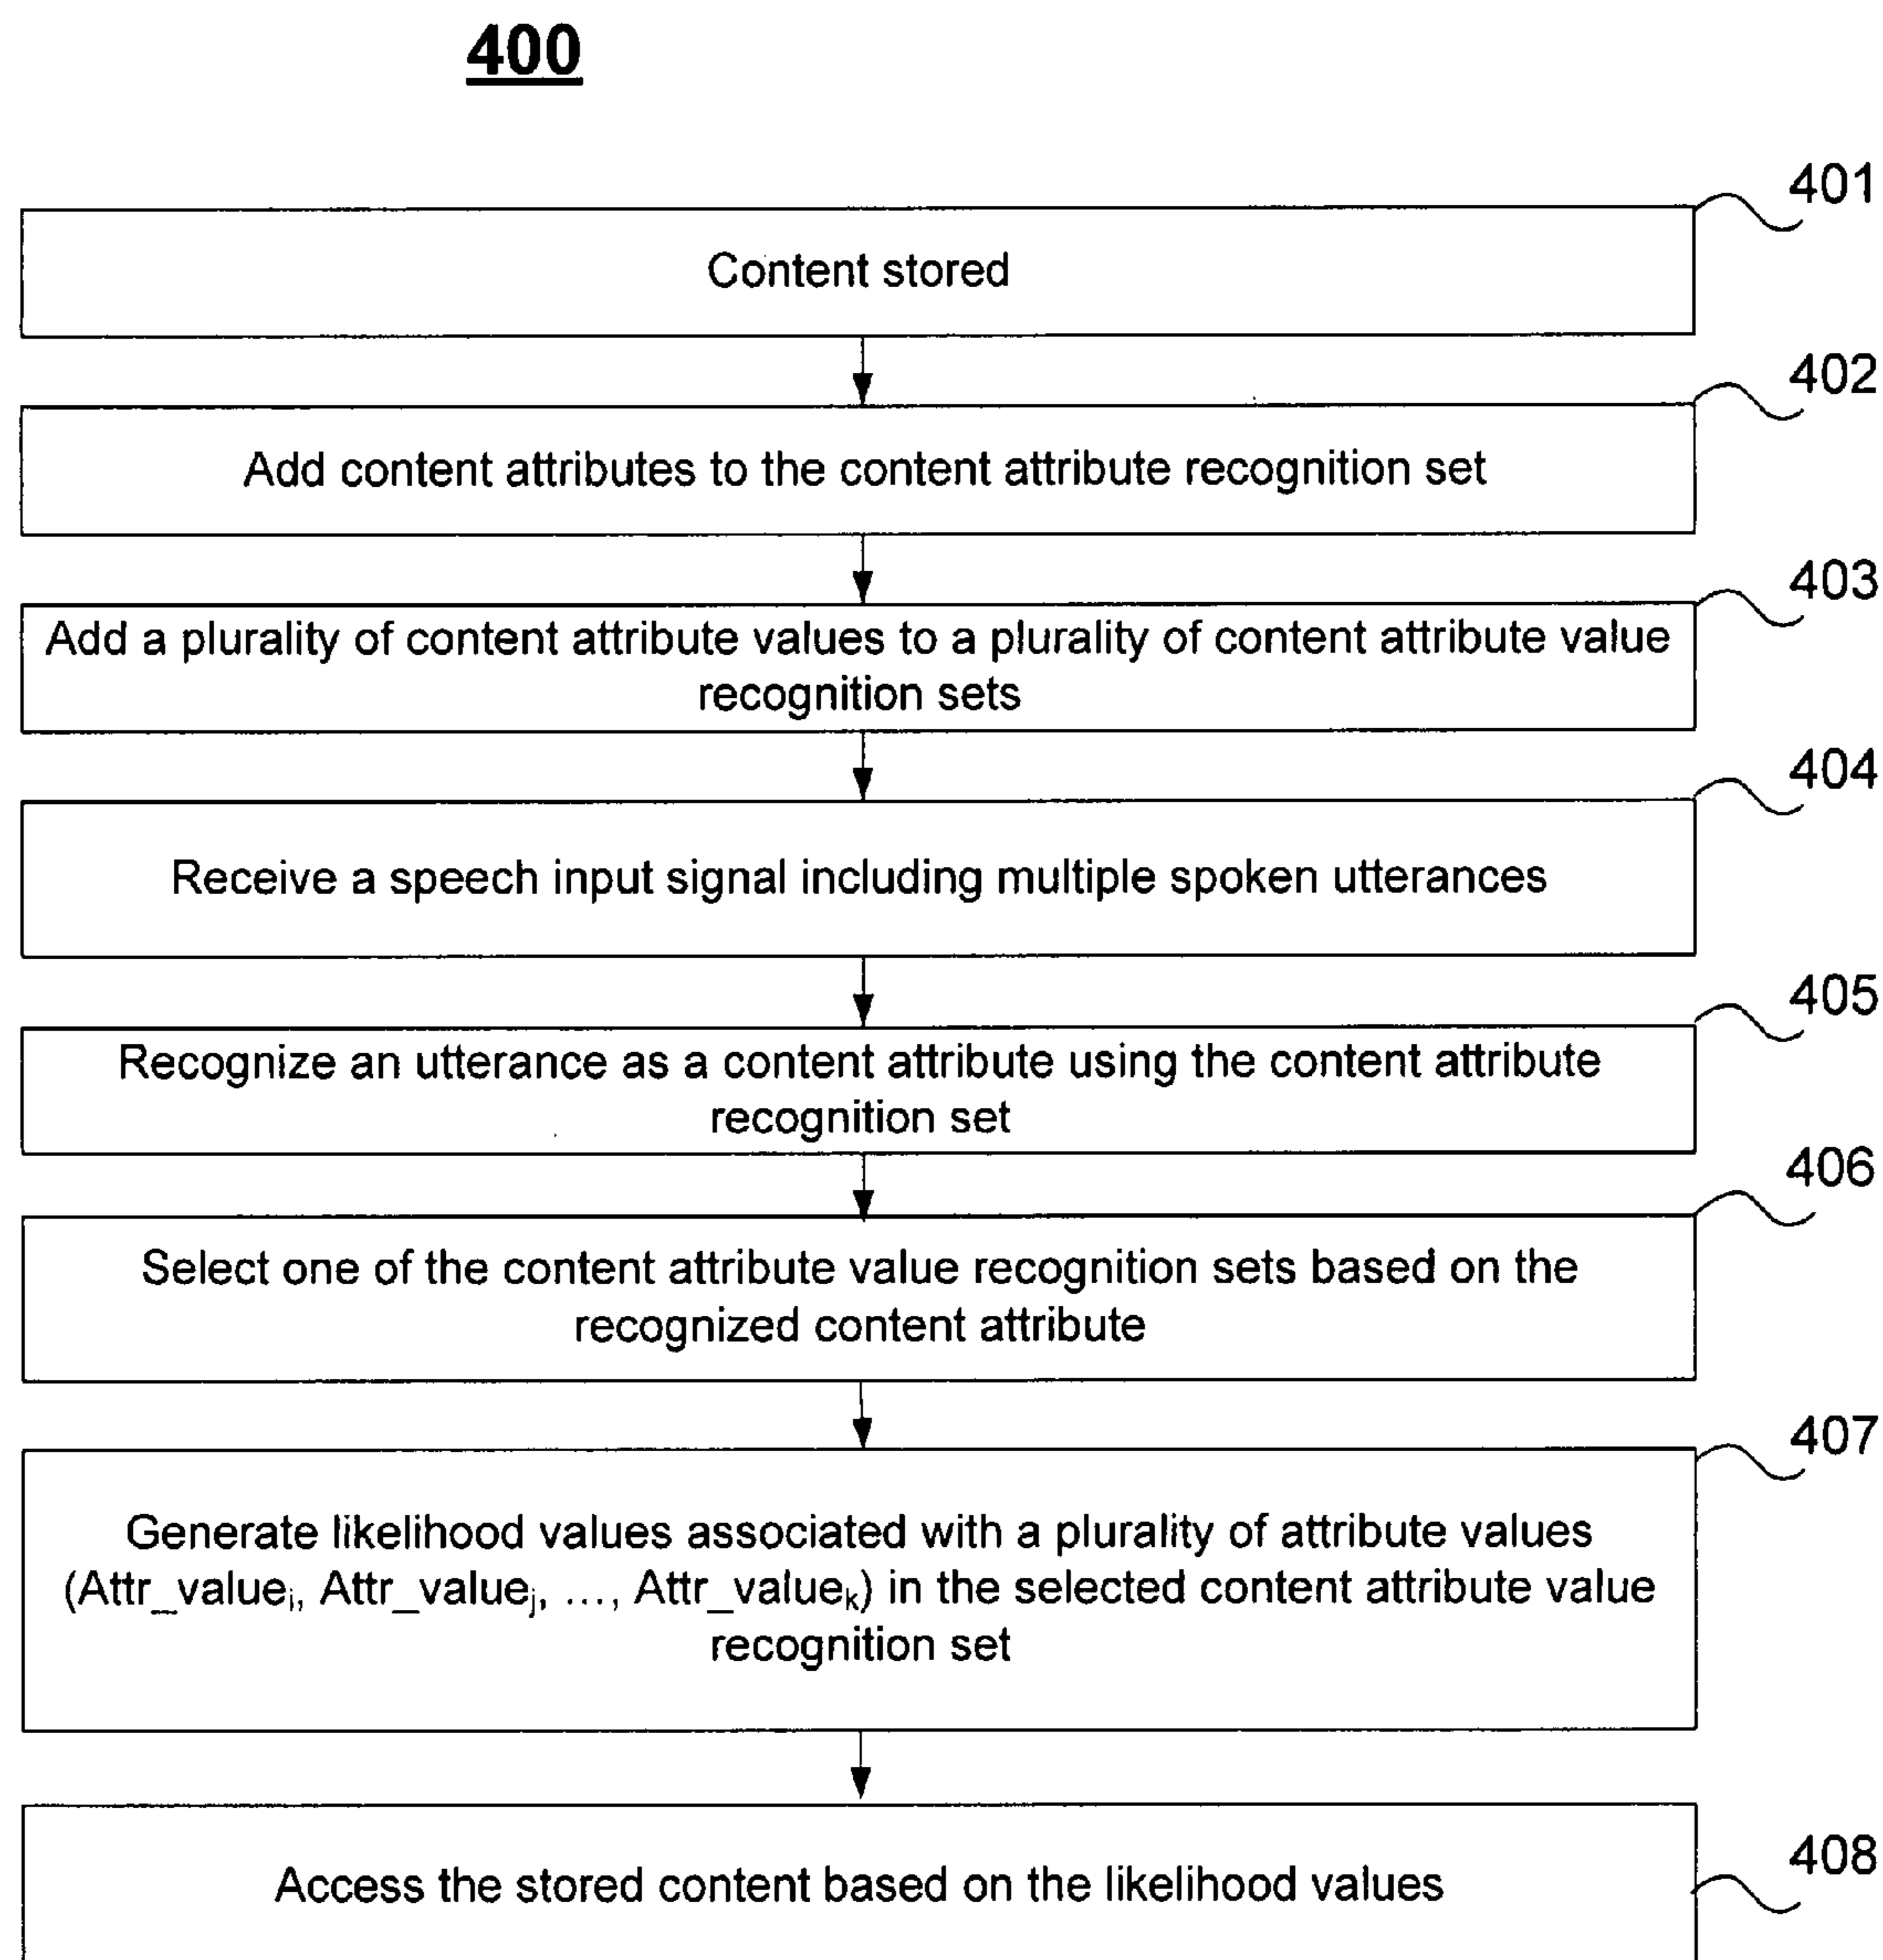 400
401
Content stored
402
Add content attributes to the content attribute recognition set
403
Add a plurality of content attribute values to a plurality of content attribute value
recognition sets
404
Receive a speech input signal including multiple spoken utterances
405
Recognize an utterance as a content attribute using the content attribute
recognition set
406
Select one of the content attribute value recognition sets based on the
recognized content attribute
407
Generate likelihood values associated with a plurality of attribute values
(Attr_valueᵢ, Attr_valueⱼ, ..., Attr_valueₖ) in the selected content attribute value
recognition set
408
Access the stored content based on the likelihood values